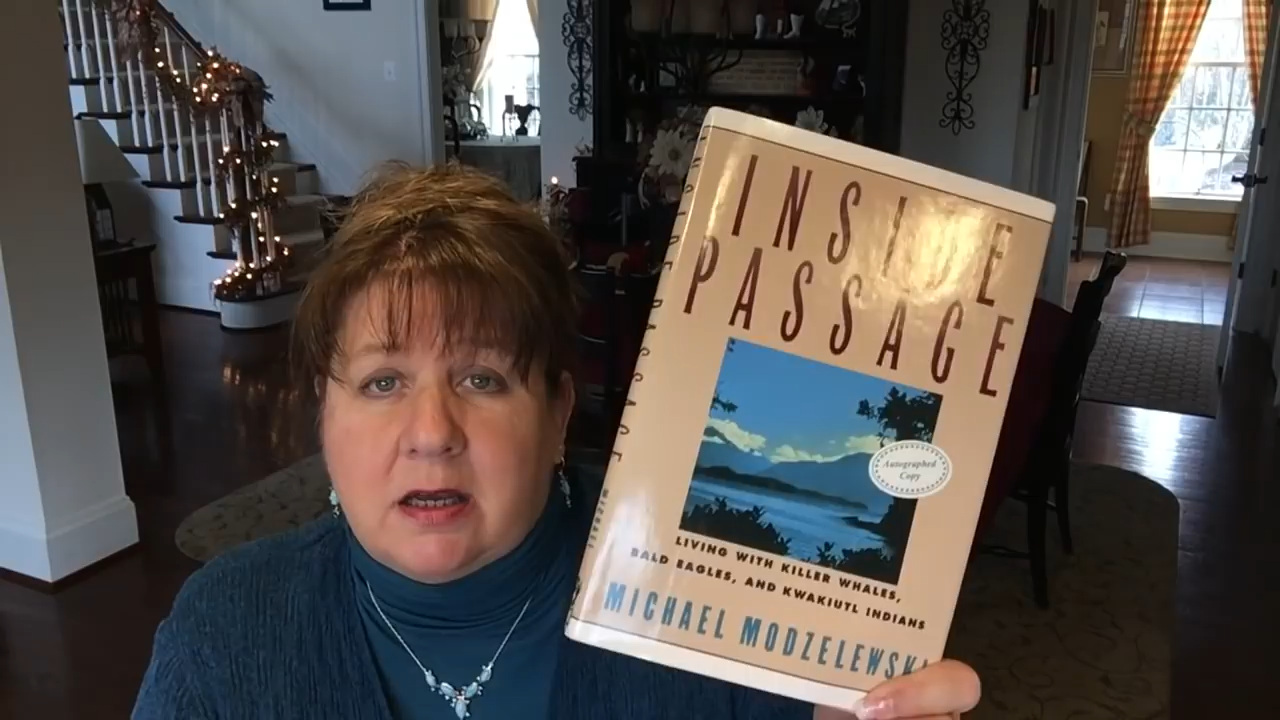 INSIDE
PASSAGE
Autographed
Copy
LIVING WITH KILLER WHALES,
BALD EAGLES, AND KWAKIUTL INDIANS
MICHAEL MODZELEWSKI
INSIDE PASSAGE